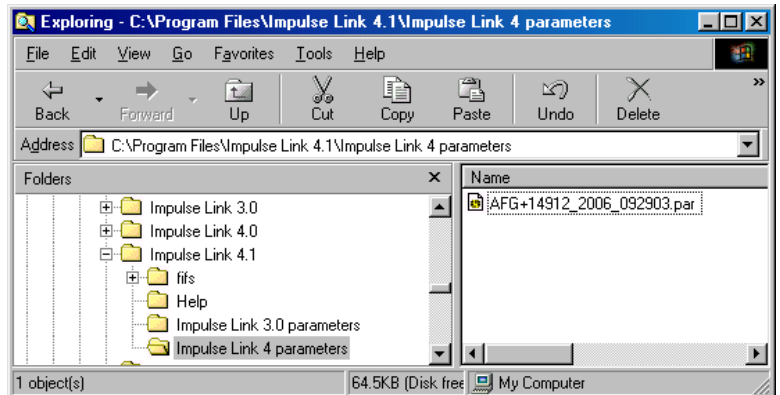 Exploring - C:\Program Files\Impulse Link 4.1\Impulse Link 4 parameters
File Edit View Go Favorites Tools Help
Back Forward Up Cut Copy Paste Undo Delete »
Address C:\Program Files\Impulse Link 4.1\Impulse Link 4 parameters
Folders × Name
Impulse Link 3.0
AFG+14912_2006_092903.par
Impulse Link 4.0
Impulse Link 4.1
fifs
Help
Impulse Link 3.0 parameters
Impulse Link 4 parameters
1 object(s) 64.5KB (Disk free My Computer